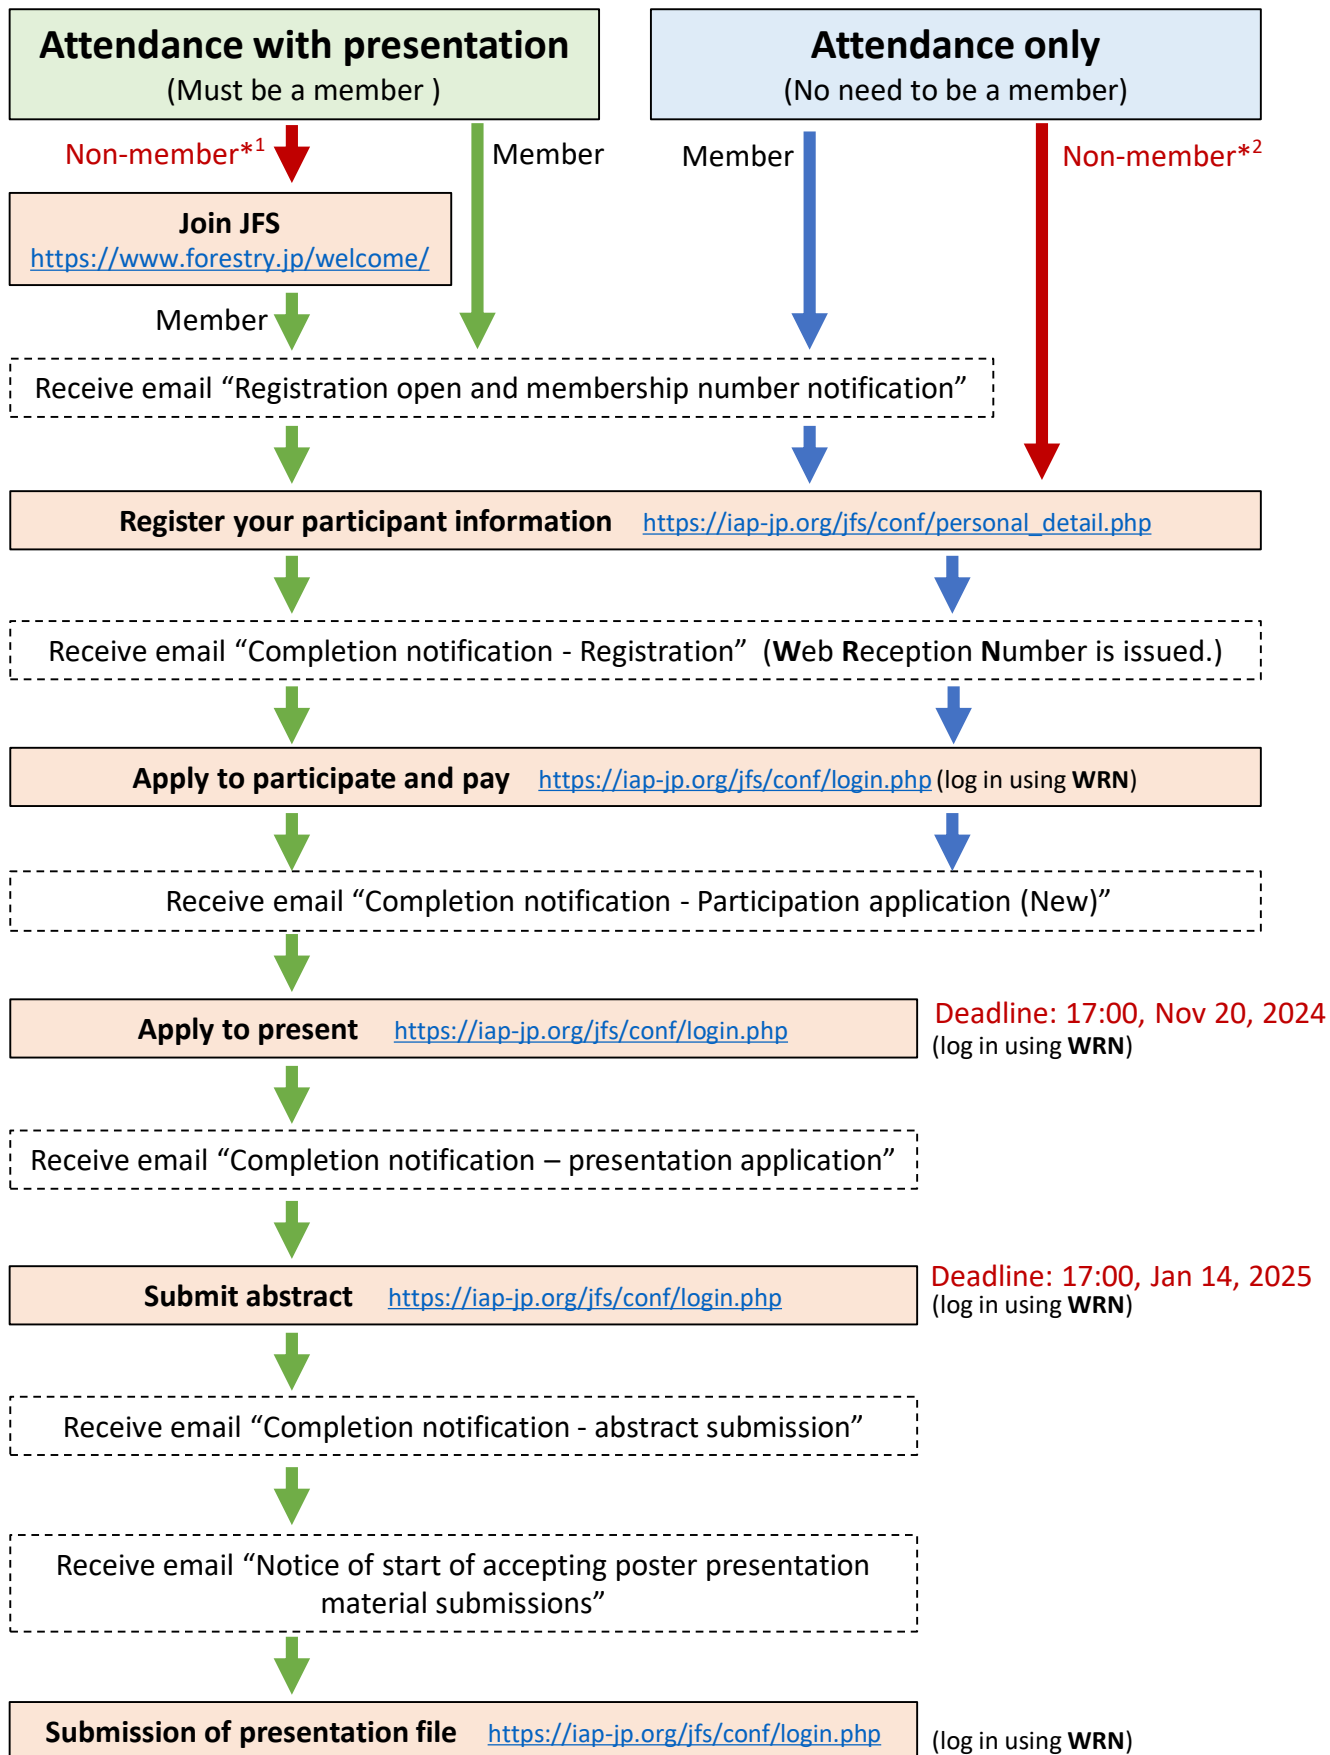 Attendance with presentation
(Must be a member )
Attendance only
(No need to be a member)
Non-member*1
Member
Member
Non-member*2
Join JFS
https://www.forestry.jp/welcome/
Member
Receive email “Registration open and membership number notification”
Register your participant information https://iap-jp.org/jfs/conf/personal_detail.php
Receive email “Completion notification - Registration” (Web Reception Number is issued.)
Apply to participate and pay https://iap-jp.org/jfs/conf/login.php (log in using WRN)
Receive email “Completion notification - Participation application (New)”
Apply to present https://iap-jp.org/jfs/conf/login.php
Deadline: 17:00, Nov 20, 2024
(log in using WRN)
Receive email “Completion notification – presentation application”
Submit abstract https://iap-jp.org/jfs/conf/login.php
Deadline: 17:00, Jan 14, 2025
(log in using WRN)
Receive email “Completion notification - abstract submission”
Receive email “Notice of start of accepting poster presentation
material submissions”
Submission of presentation file https://iap-jp.org/jfs/conf/login.php
(log in using WRN)